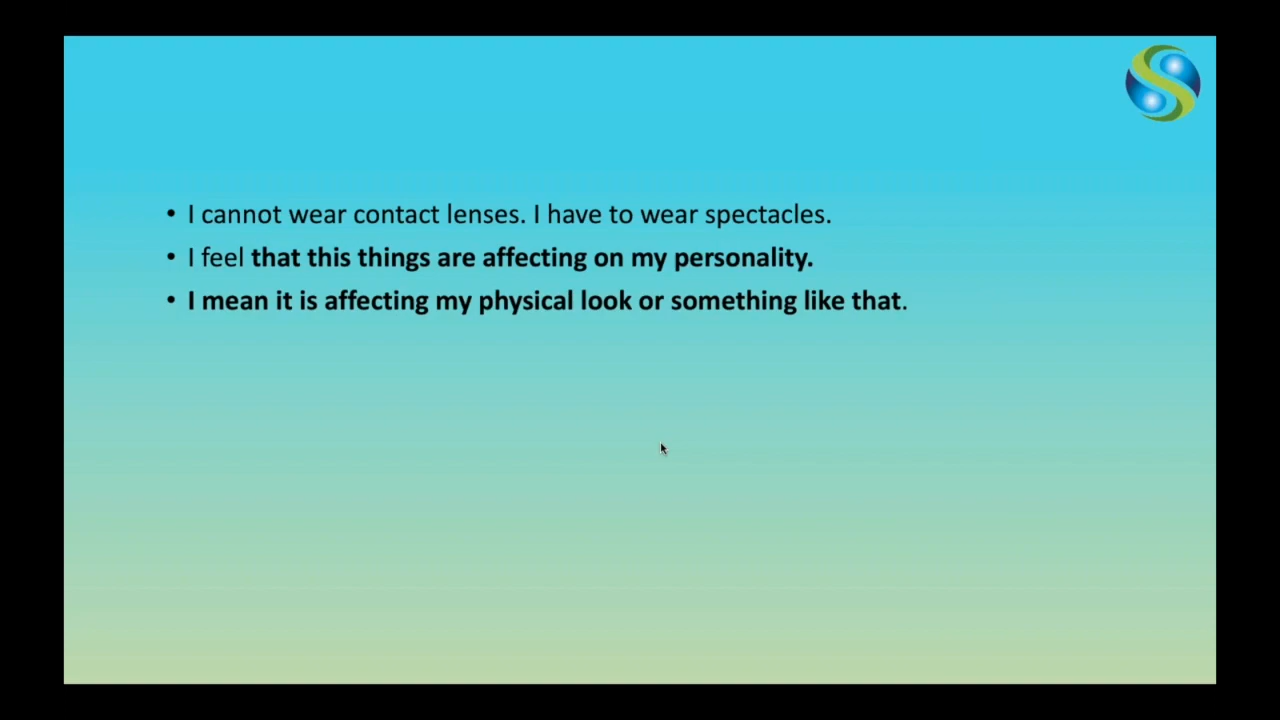 • I cannot wear contact lenses. I have to wear spectacles.
• I feel that this things are affecting on my personality.
• I mean it is affecting my physical look or something like that.